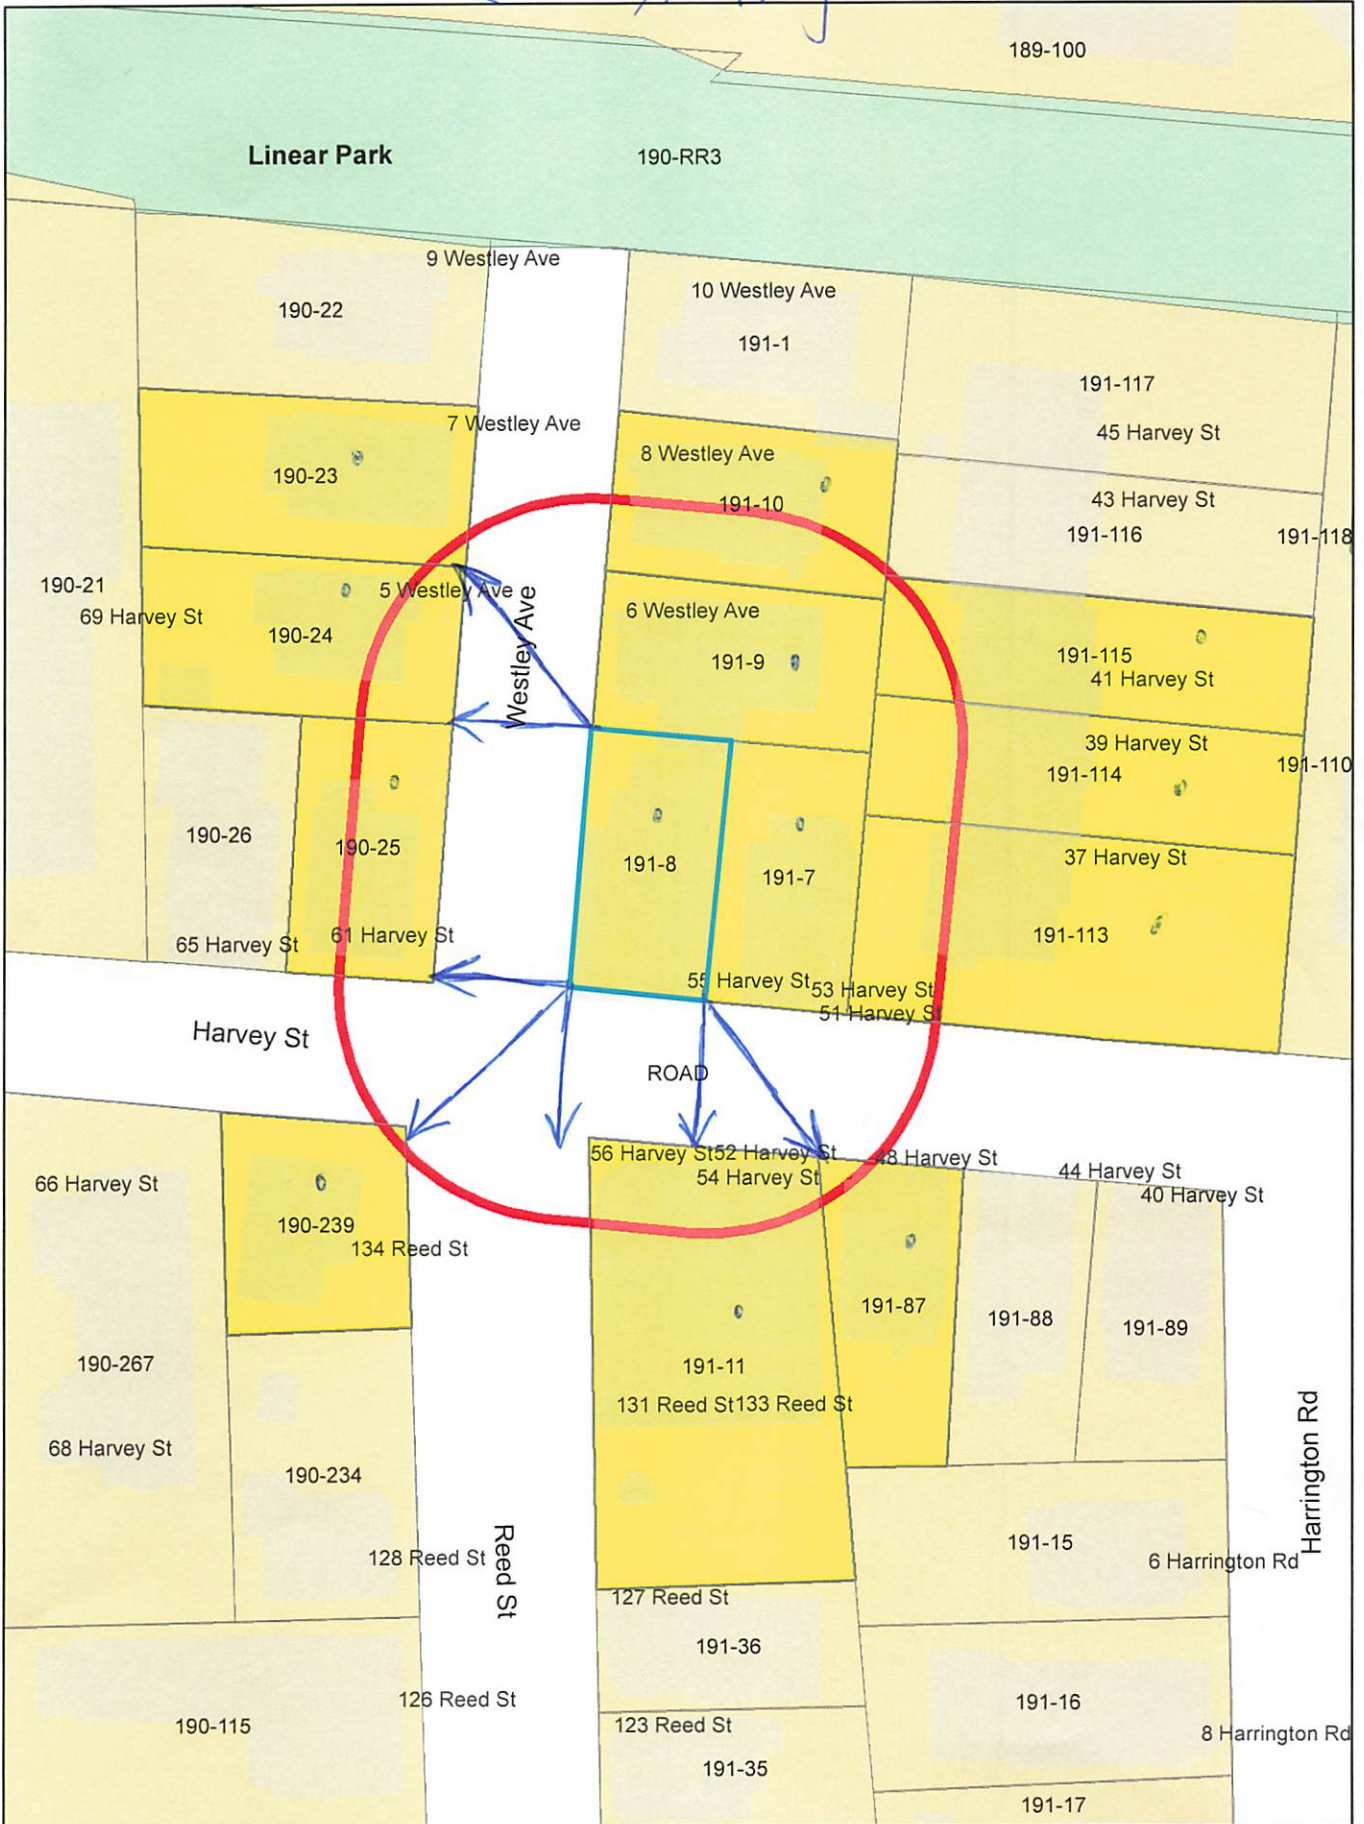 189-100
Linear Park
190-RR3
9 Westley Ave
10 Westley Ave
190-22
191-1
191-117
7 Westley Ave
45 Harvey St
8 Westley Ave
190-23
43 Harvey St
191-10
191-116
191-118
190-21
5 Westley Ave
69 Harvey St
6 Westley Ave
190-24
Westley Ave
191-115
191-9
41 Harvey St
39 Harvey St
191-114
191-110
190-26
190-25
191-8
37 Harvey St
191-7
61 Harvey St
191-113
65 Harvey St
55 Harvey St
53 Harvey St
51 Harvey St
Harvey St
ROAD
56 Harvey St
52 Harvey St
48 Harvey St
54 Harvey St
44 Harvey St
66 Harvey St
40 Harvey St
190-239
134 Reed St
191-87
191-88
191-89
190-267
191-11
131 Reed St
133 Reed St
68 Harvey St
190-234
Harrington Rd
191-15
128 Reed St
Reed St
6 Harrington Rd
127 Reed St
191-36
126 Reed St
191-16
190-115
123 Reed St
8 Harrington Rd
191-35
191-17